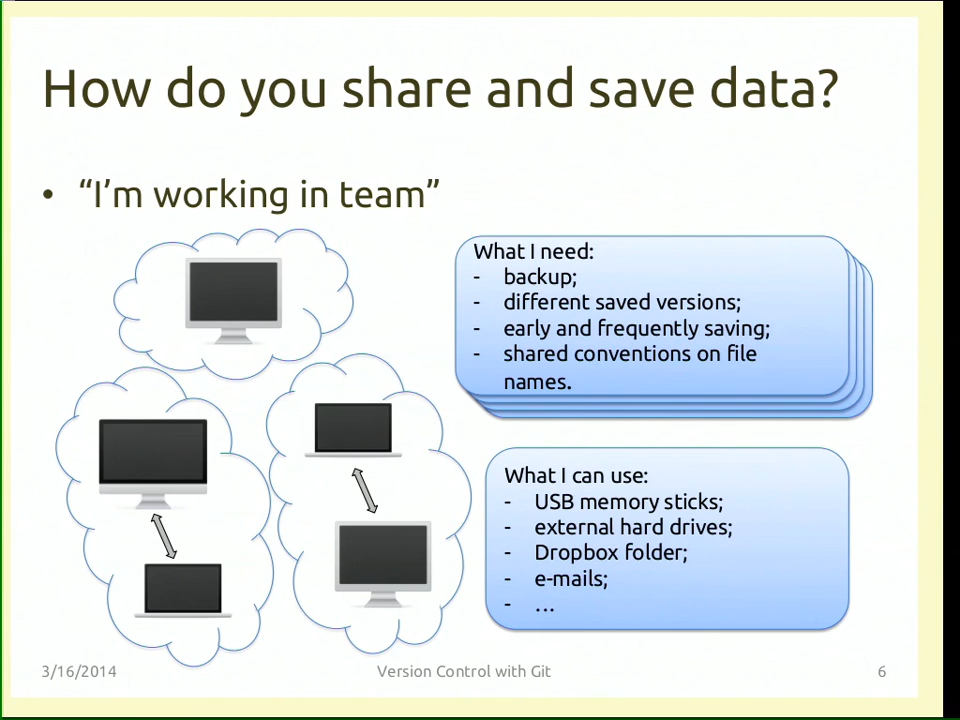 How do you share and save data?
• “I’m working in team”
What I need:
- backup;
- different saved versions;
- early and frequently saving;
- shared conventions on file
names.
What I can use:
- USB memory sticks;
- external hard drives;
- Dropbox folder;
- e-mails;
- ...
3/16/2014
Version Control with Git
6